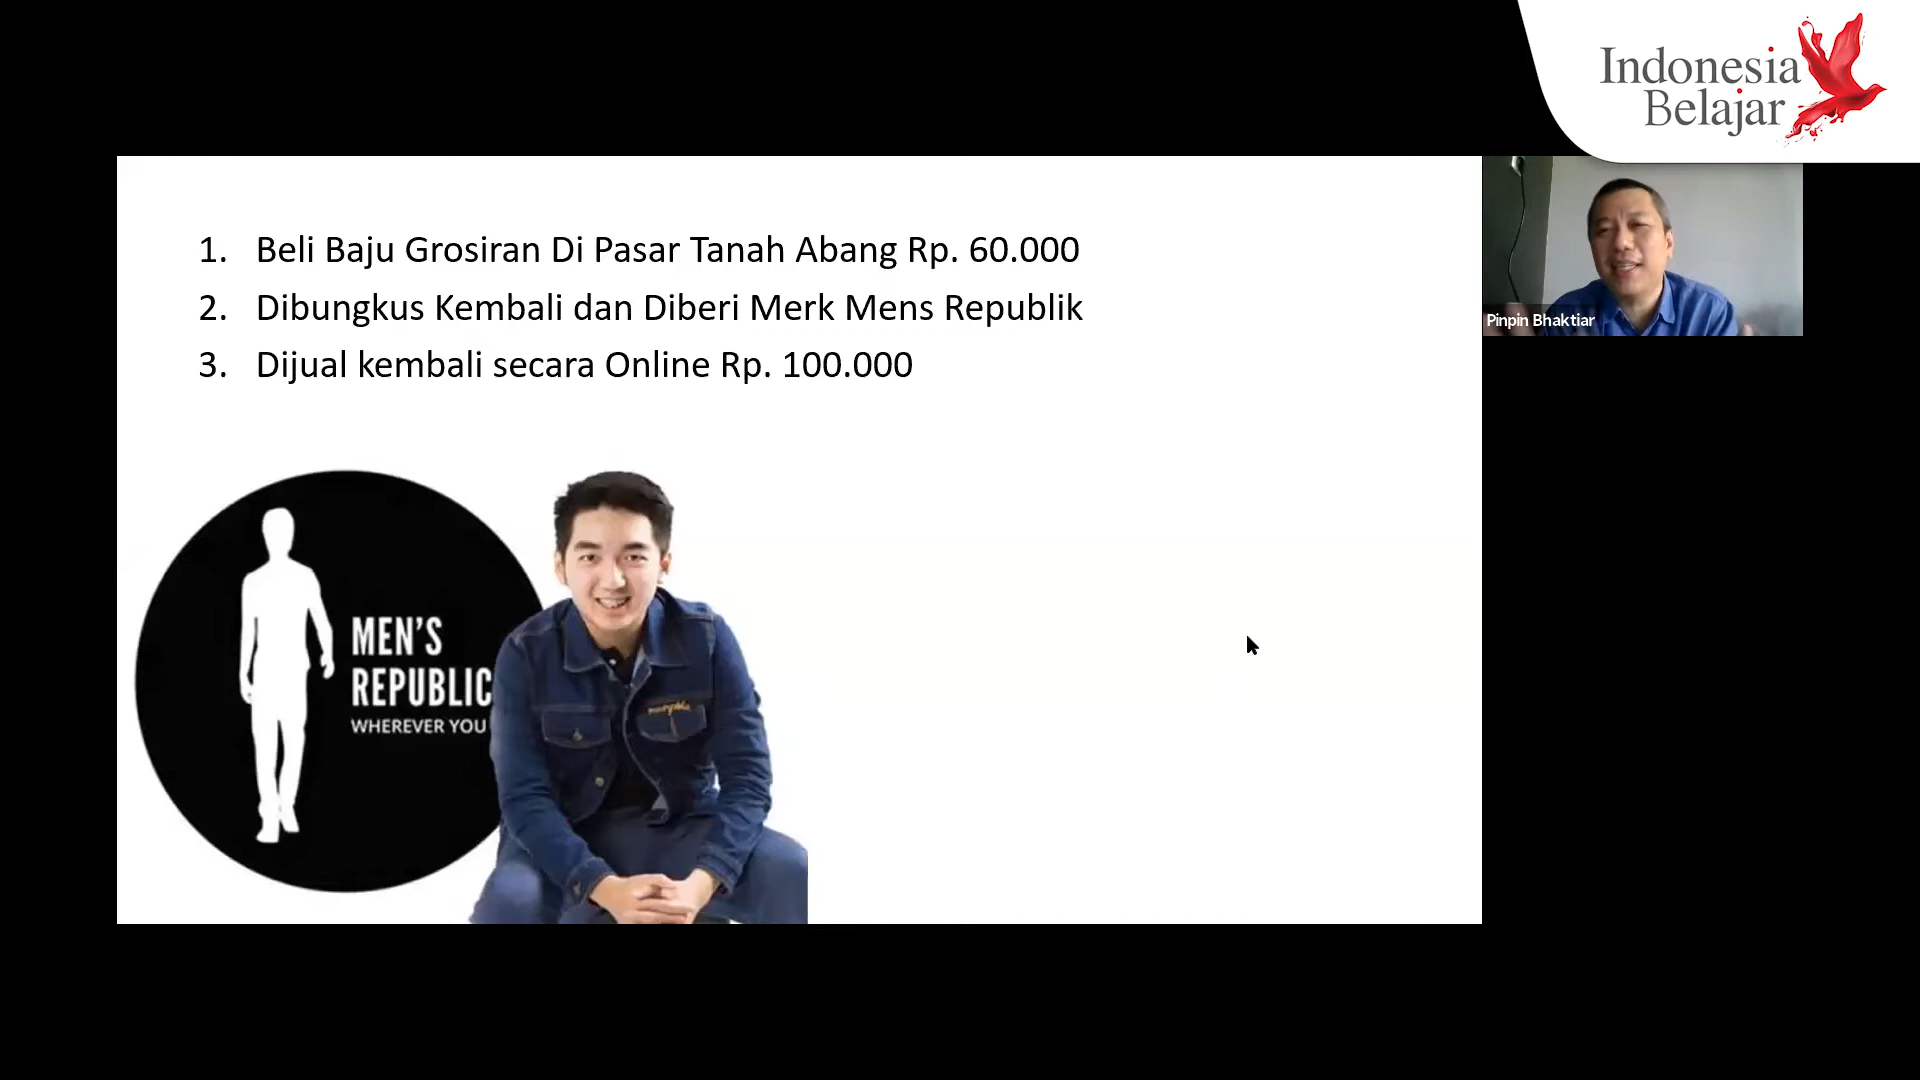 Indonesia
Belajar
1. Beli Baju Grosiran Di Pasar Tanah Abang Rp. 60.000
2. Dibungkus Kembali dan Diberi Merk Mens Republik
3. Dijual kembali secara Online Rp. 100.000
Pinpin Bhaktiar
MEN'S
REPUBLIC
WHEREVER YOU